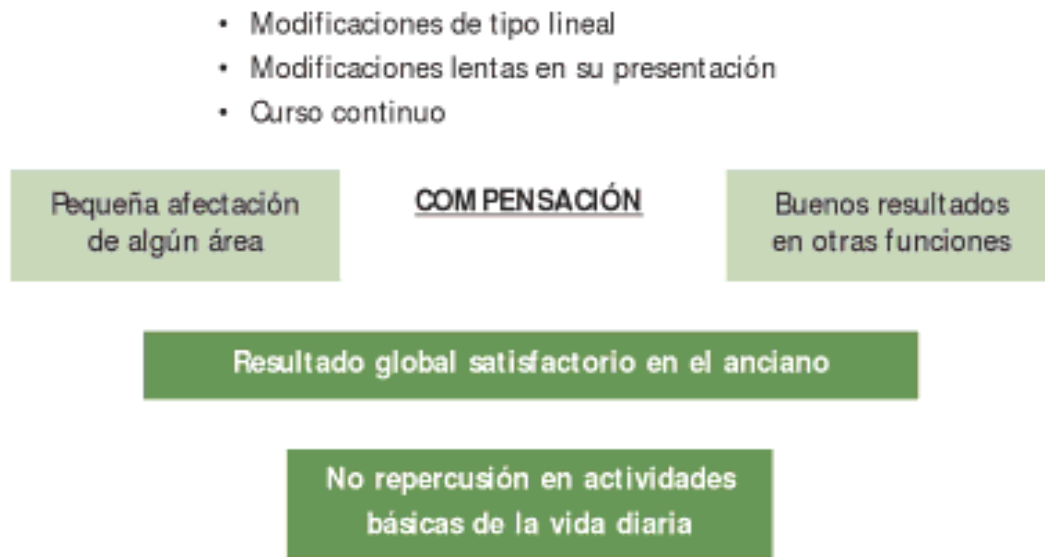 • Modificaciones de tipo lineal
• Modificaciones lentas en su presentación
• Curso continuo
Pequeña afectación
de algún área
COMPENSACIÓN
Buenos resultados
en otras funciones
Resultado global satisfactorio en el anciano
No repercusión en actividades
básicas de la vida diaria